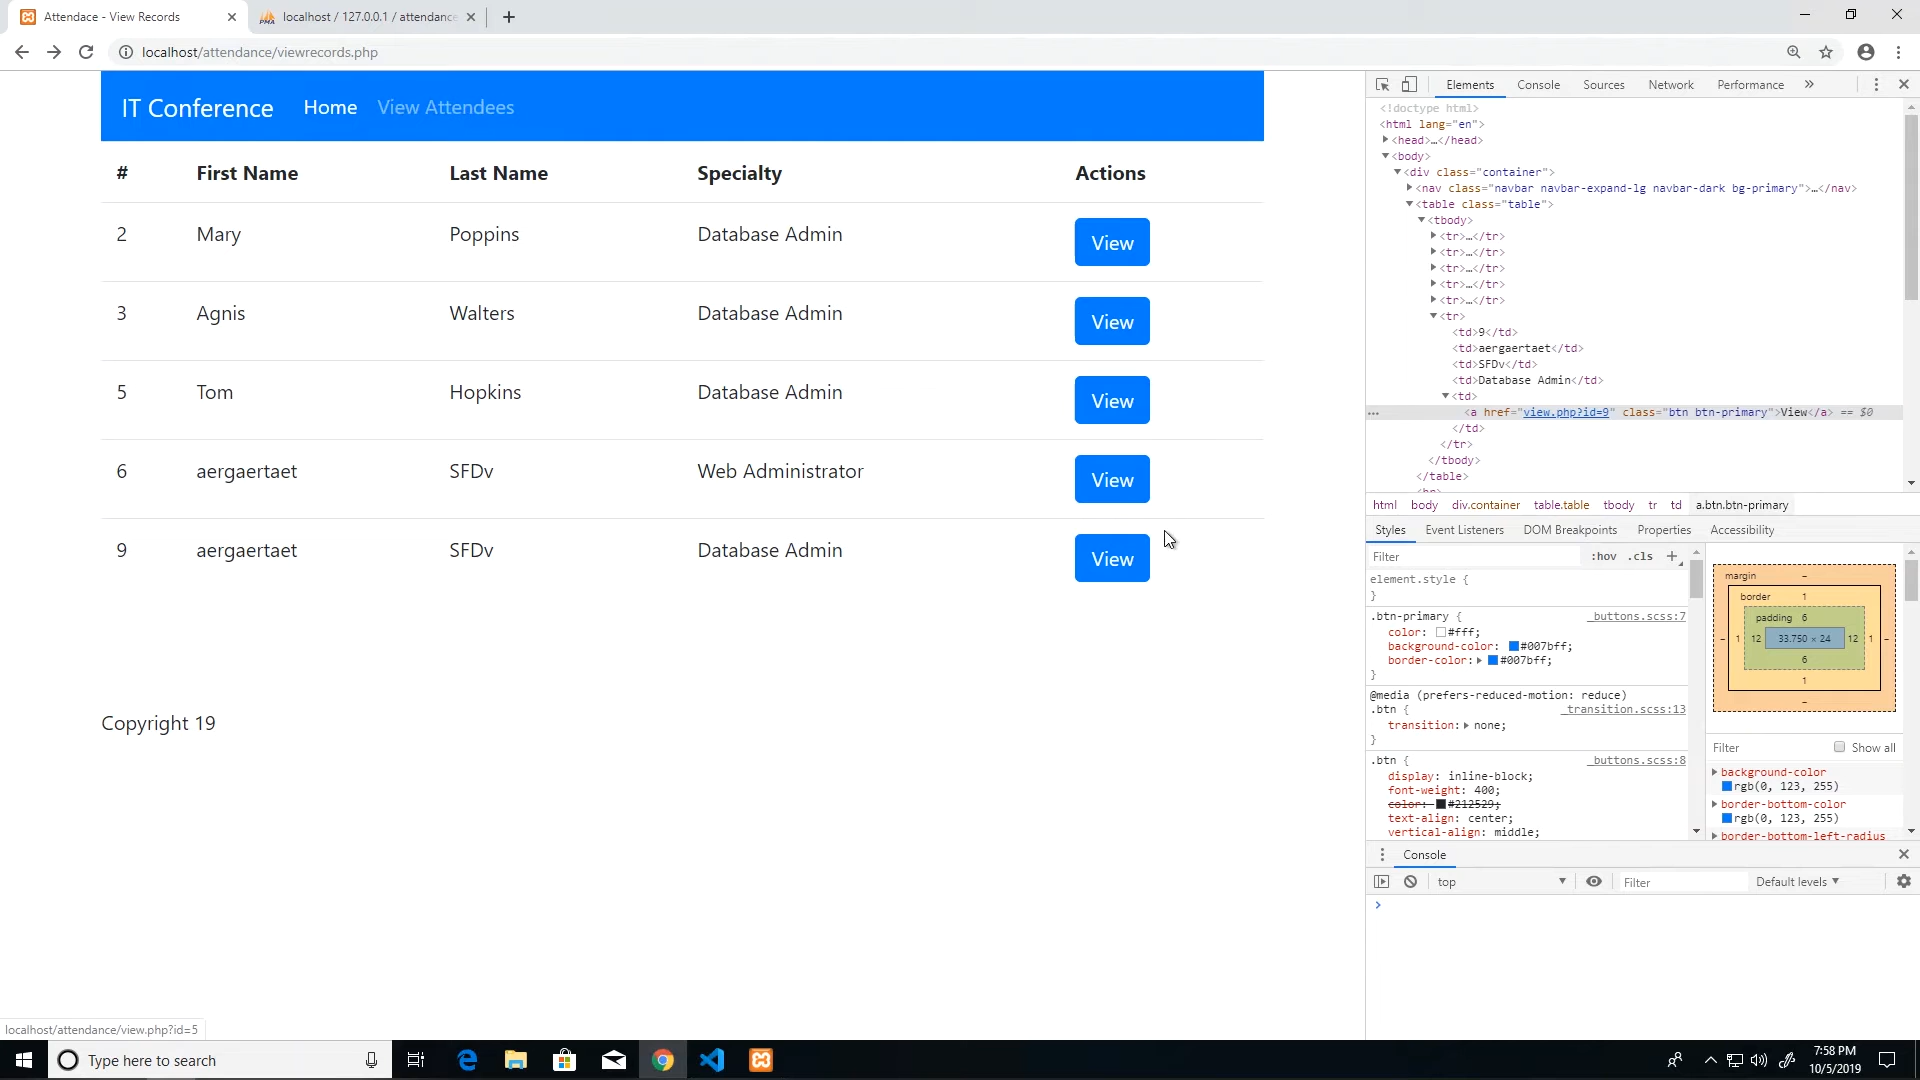 Attendace - View Records
localhost / 127.0.0.1 / attendance
localhost/attendance/viewrecords.php
IT Conference Home View Attendees
# First Name Last Name Specialty Actions
2 Mary Poppins Database Admin View
3 Agnis Walters Database Admin View
5 Tom Hopkins Database Admin View
6 aergaertaet SFDv Web Administrator View
9 aergaertaet SFDv Database Admin View
Copyright 19
localhost/attendance/view.php?id=5
Elements Console Sources Network Performance »
<!doctype html>
<html lang="en">
<head>…</head>
<body>
<div class="container">
<nav class="navbar navbar-expand-lg navbar-dark bg-primary">…</nav>
<table class="table">
<tbody>
<tr>…</tr>
<tr>…</tr>
<tr>…</tr>
<tr>…</tr>
<tr>…</tr>
<tr>
<td>9</td>
<td>aergaertaet</td>
<td>SFDv</td>
<td>Database Admin</td>
<td>
<a href="view.php?id=9" class="btn btn-primary">View</a> == $0
</td>
</tr>
</tbody>
</table>
html body div.container table.table tbody tr td a.btn.btn-primary
Styles Event Listeners DOM Breakpoints Properties Accessibility
Filter :hov .cls +
element.style {
}
.btn-primary { _buttons.scss:7
color: #fff;
background-color: #007bff;
border-color: #007bff;
}
@media (prefers-reduced-motion: reduce)
.btn { _transition.scss:13
transition: none;
}
.btn { _buttons.scss:8
display: inline-block;
font-weight: 400;
color: #212529;
text-align: center;
vertical-align: middle;
margin –
border 1
padding 6
– 1 12 33.750 × 24 12 1 –
6
1
–
Filter Show all
background-color
rgb(0, 123, 255)
border-bottom-color
rgb(0, 123, 255)
border-bottom-left-radius
Console
top Filter Default levels
Type here to search
7:58 PM
10/5/2019